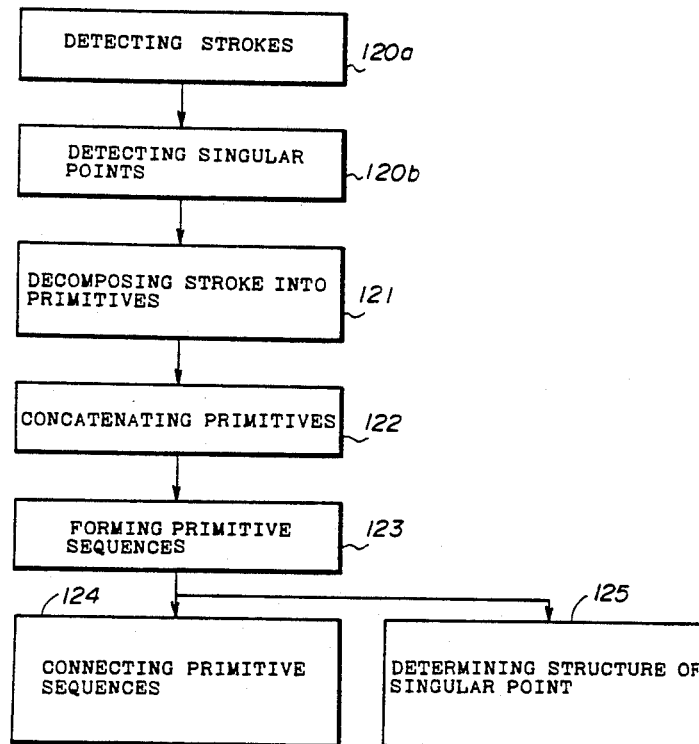 DETECTING STROKES
120a
DETECTING SINGULAR
POINTS
120b
DECOMPOSING STROKE INTO
PRIMITIVES
121
CONCATENATING PRIMITIVES
122
FORMING PRIMITIVE
SEQUENCES
123
124
CONNECTING PRIMITIVE
SEQUENCES
125
DETERMINING STRUCTURE OF
SINGULAR POINT